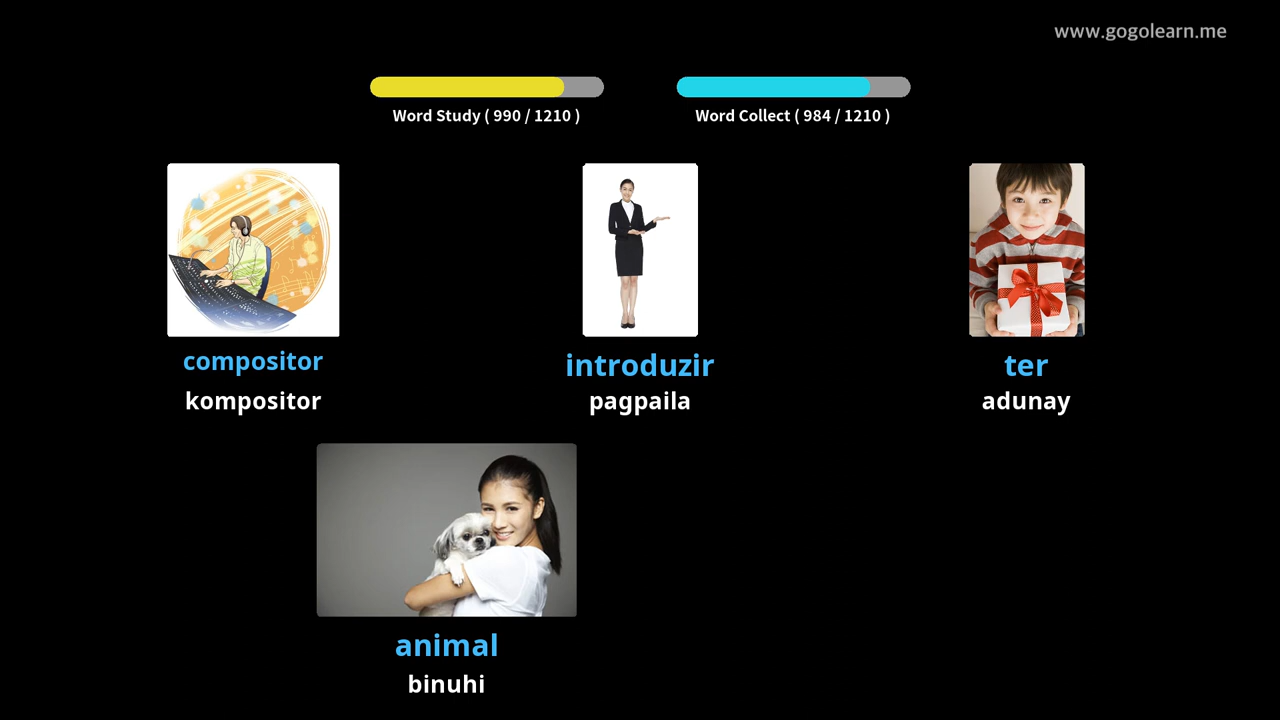 www.gogolearn.me
Word Study ( 990 / 1210 )
Word Collect ( 984 / 1210 )
compositor
kompositor
introduzir
pagpaila
ter
adunay
animal
binuhi